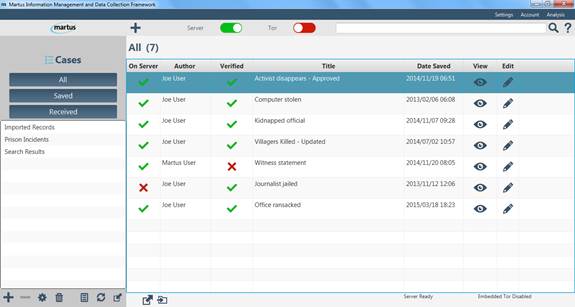 Martus Information Management and Data Collection Framework
Settings Account Analysis
martus Server Tor ?
Cases
All
Saved
Received
Imported Records
Prison Incidents
Search Results
All (7)
On Server Author Verified Title Date Saved View Edit
Joe User Activist disappears - Approved 2014/11/19 06:51
Joe User Computer stolen 2013/02/06 06:08
Joe User Kidnapped official 2014/11/07 09:28
Joe User Villagers Killed - Updated 2014/07/02 10:57
Martus User Witness statement 2014/11/20 08:05
Joe User Journalist jailed 2013/11/12 12:06
Joe User Office ransacked 2015/03/18 18:23
Server Ready Embedded Tor Disabled